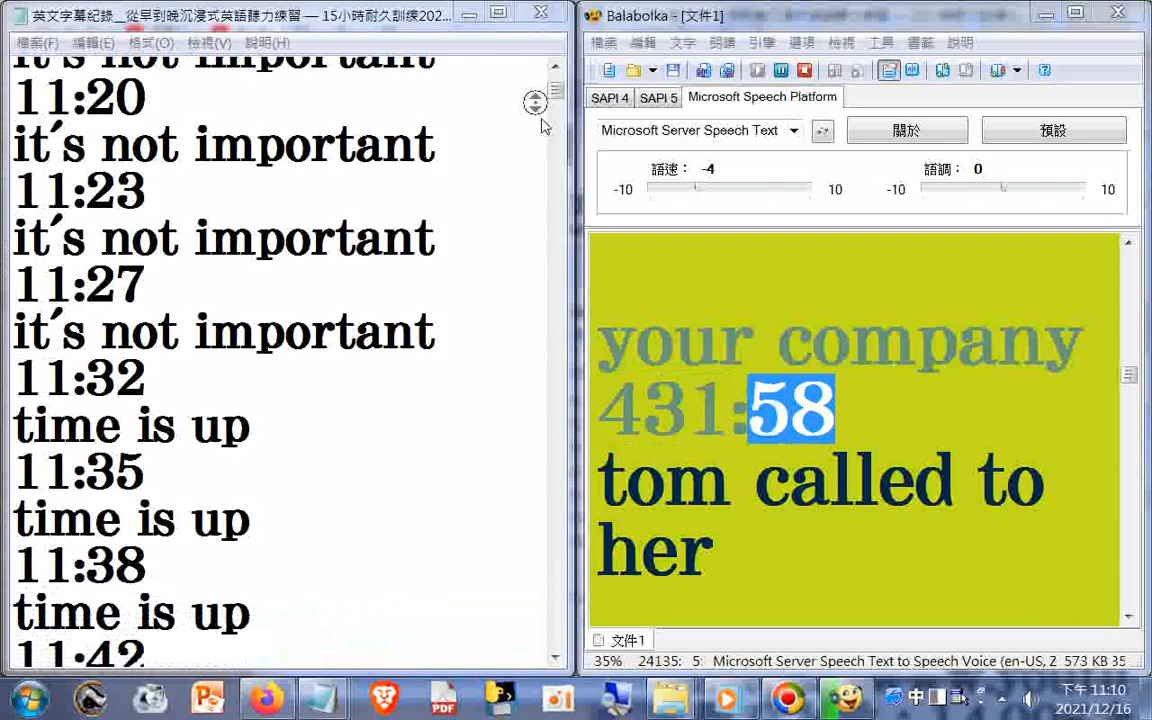 英文字幕紀錄__從早到晚沉浸式英語聽力練習 — 15小時耐久訓練202...
檔案(F) 編輯(E) 格式(O) 檢視(V) 說明(H)
it's not important
11:20
it's not important
11:23
it's not important
11:27
it's not important
11:32
time is up
11:35
time is up
11:38
time is up
11:42
Balabolka - [文件1]
檔案 編輯 文字 朗讀 引擎 選項 檢視 工具 書籤 說明
SAPI 4 SAPI 5 Microsoft Speech Platform
Microsoft Server Speech Text 關於 預設
語速： -4 語調： 0
-10 10 -10 10
your company
431:58
tom called to
her
文件1
35% 24135: 5: Microsoft Server Speech Text to Speech Voice (en-US, 2 573 KB 35
中
下午 11:10
2021/12/16